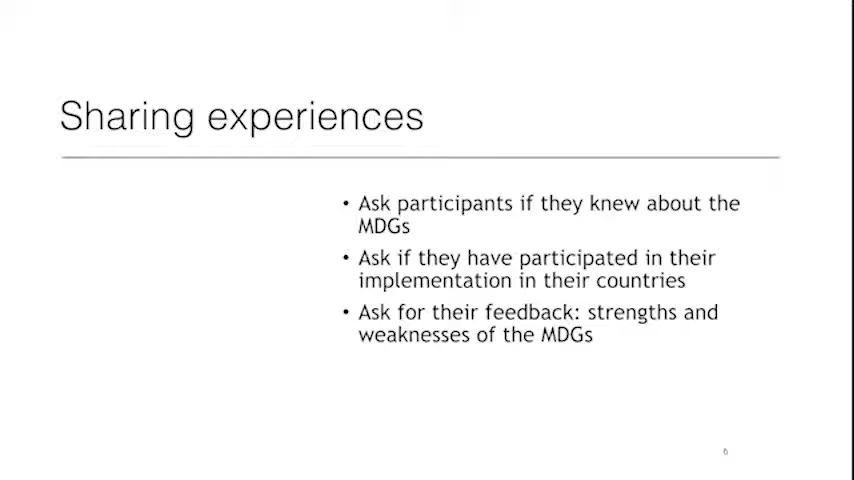 Sharing experiences
• Ask participants if they knew about the
MDGs
• Ask if they have participated in their
implementation in their countries
• Ask for their feedback: strengths and
weaknesses of the MDGs
6